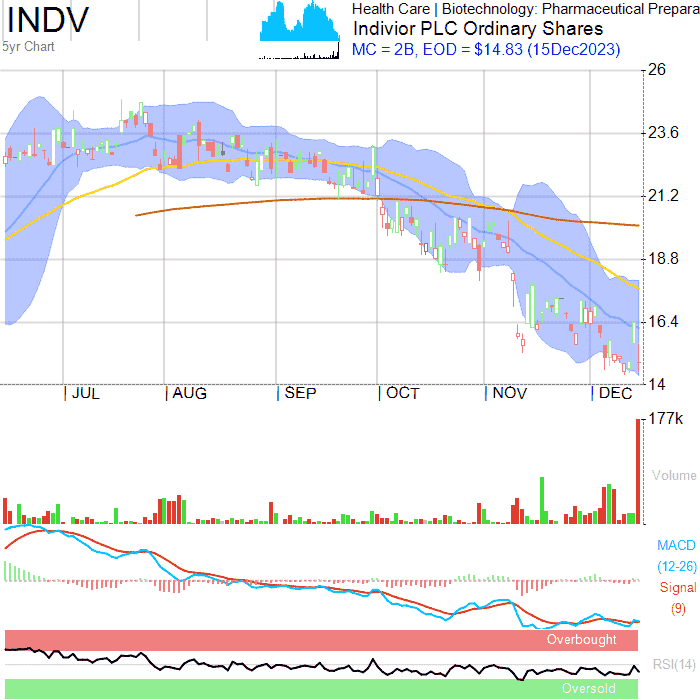 INDV
5yr Chart
Health Care | Biotechnology: Pharmaceutical Prepara
Indivior PLC Ordinary Shares
MC = 2B, EOD = $14.83 (15Dec2023)
26
23.6
21.2
18.8
16.4
14
| JUL | AUG | SEP | OCT | NOV | DEC
177k
Volume
MACD
(12-26)
Signal
(9)
Overbought
RSI(14)
Oversold